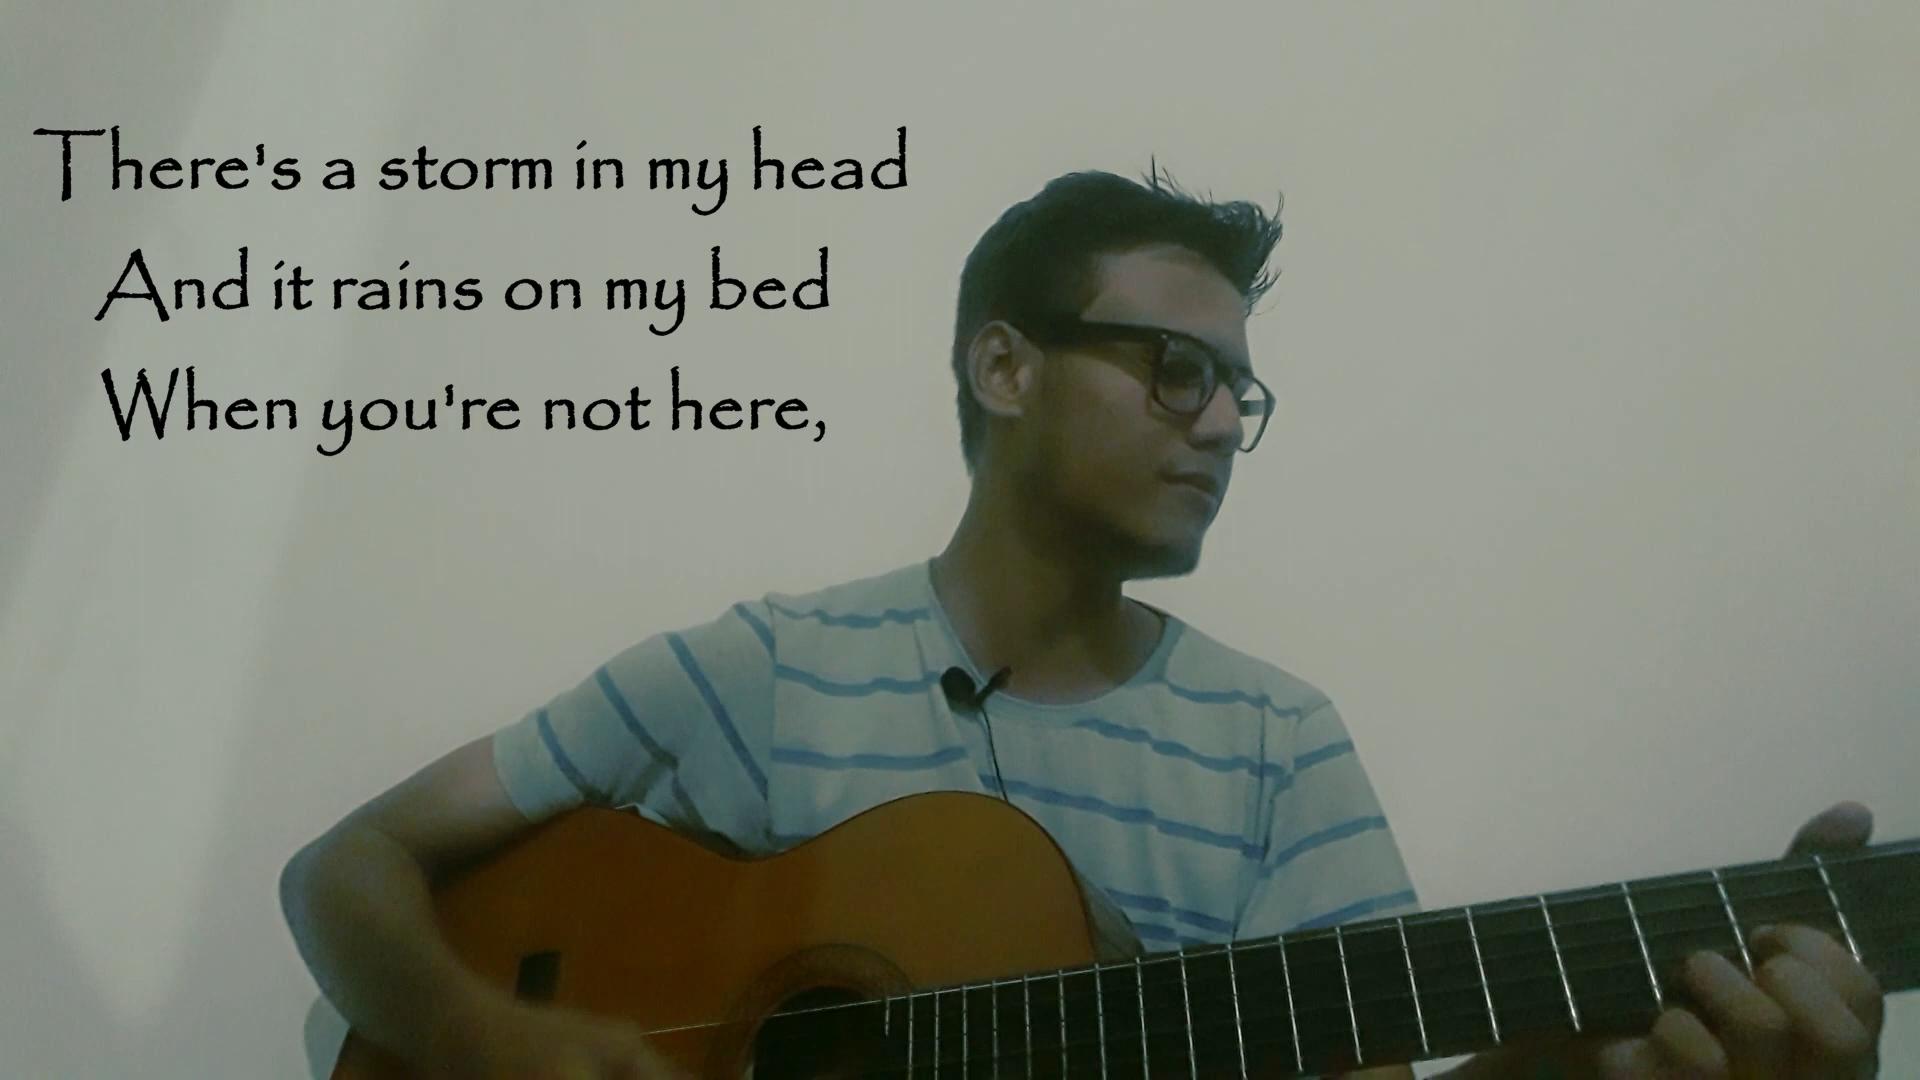 There's a storm in my head
And it rains on my bed
When you're not here,